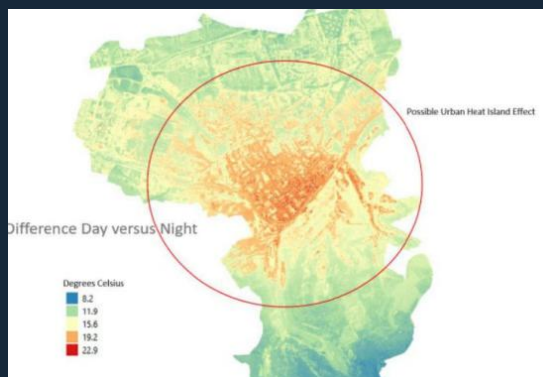 Possible Urban Heat Island Effect
Difference Day versus Night
Degrees Celsius
8.2
11.9
15.6
19.2
22.9